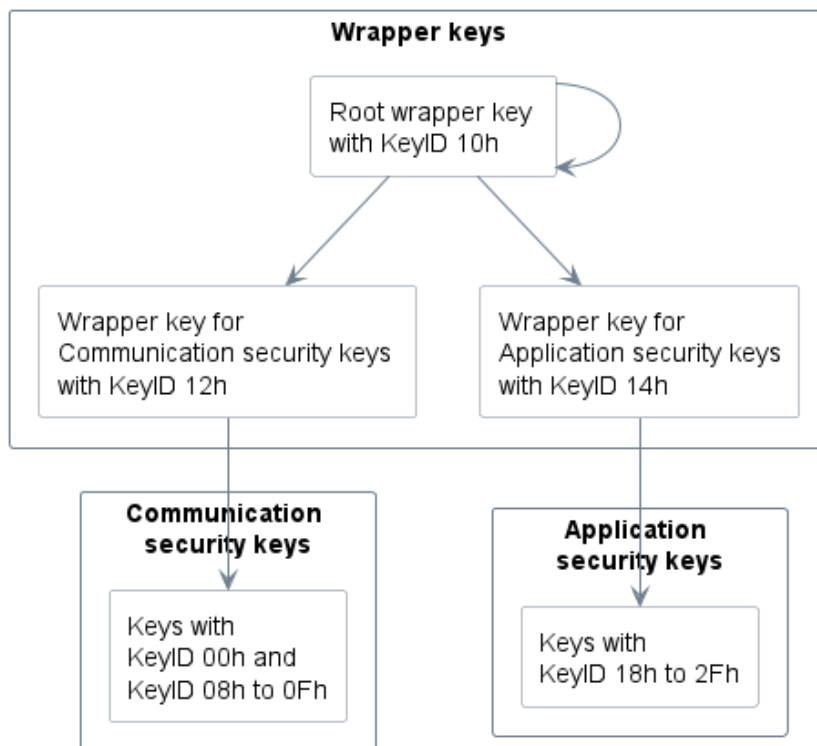 Wrapper keys
Root wrapper key
with KeyID 10h
Wrapper key for
Communication security keys
with KeyID 12h
Wrapper key for
Application security keys
with KeyID 14h
Communication
security keys
Keys with
KeyID 00h and
KeyID 08h to 0Fh
Application
security keys
Keys with
KeyID 18h to 2Fh